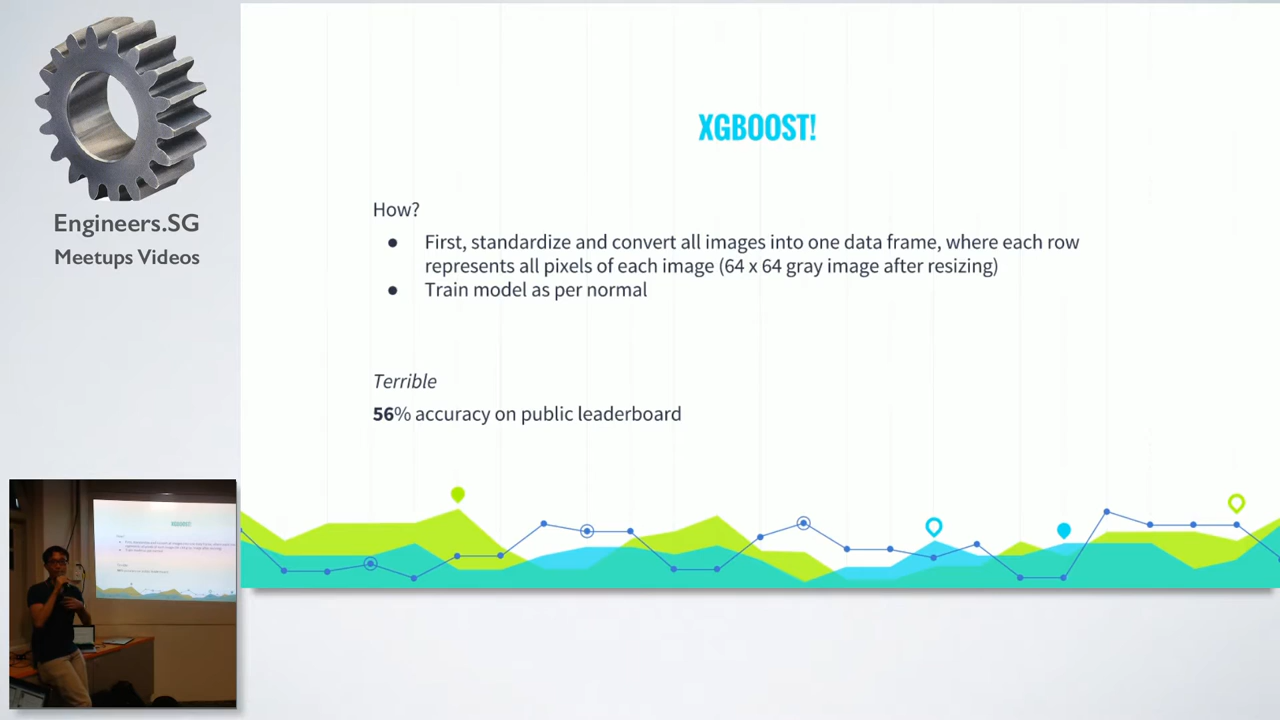 Engineers.SG
Meetups Videos
XGBOOST!
How?
● First, standardize and convert all images into one data frame, where each row
represents all pixels of each image (64 x 64 gray image after resizing)
● Train model as per normal
Terrible
56% accuracy on public leaderboard
XGBOOST!